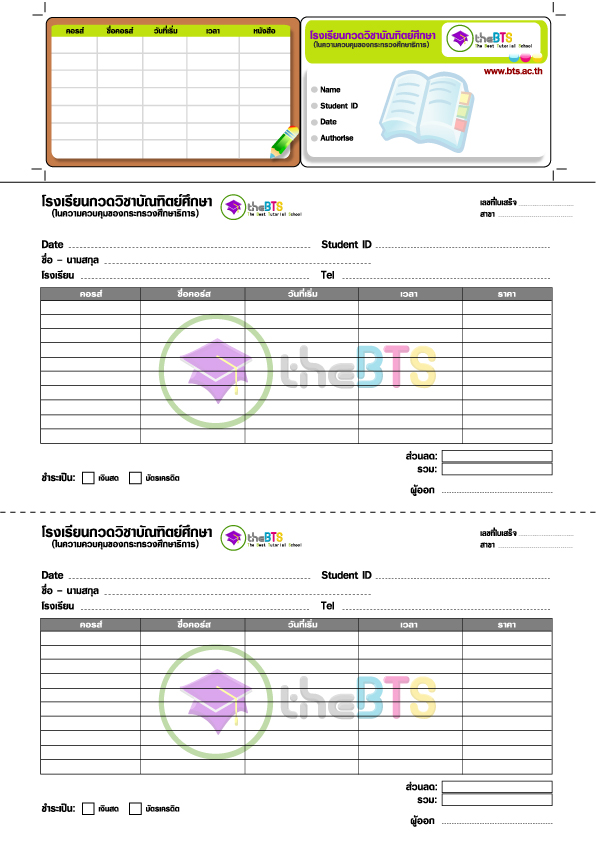 คอรส์ ชื่อคอรส์ วันที่เริ่ม เวลา หนังสือ
โรงเรียนกวดวิชาบัณฑิตย์ศึกษา
(ในความควบคุมของกระทรวงศึกษาธิการ)
theBTS
The Best Tutorial School
www.bts.ac.th
Name
Student ID
Date
Authorise
โรงเรียนกวดวิชาบัณฑิตย์ศึกษา
(ในความควบคุมของกระทรวงศึกษาธิการ)
theBTS
The Best Tutorial School
เลขที่ใบเสร็จ
สาขา
Date Student ID
ชื่อ - นามสกุล
โรงเรียน Tel
คอรส์ ชื่อคอร์ส วันที่เริ่ม เวลา ราคา
theBTS
ส่วนลด:
รวม:
ชำระเป็น: เงินสด บัตรเครดิต
ผู้ออก
โรงเรียนกวดวิชาบัณฑิตย์ศึกษา
(ในความควบคุมของกระทรวงศึกษาธิการ)
theBTS
The Best Tutorial School
เลขที่ใบเสร็จ
สาขา
Date Student ID
ชื่อ - นามสกุล
โรงเรียน Tel
คอรส์ ชื่อคอร์ส วันที่เริ่ม เวลา ราคา
theBTS
ส่วนลด:
รวม:
ชำระเป็น: เงินสด บัตรเครดิต
ผู้ออก